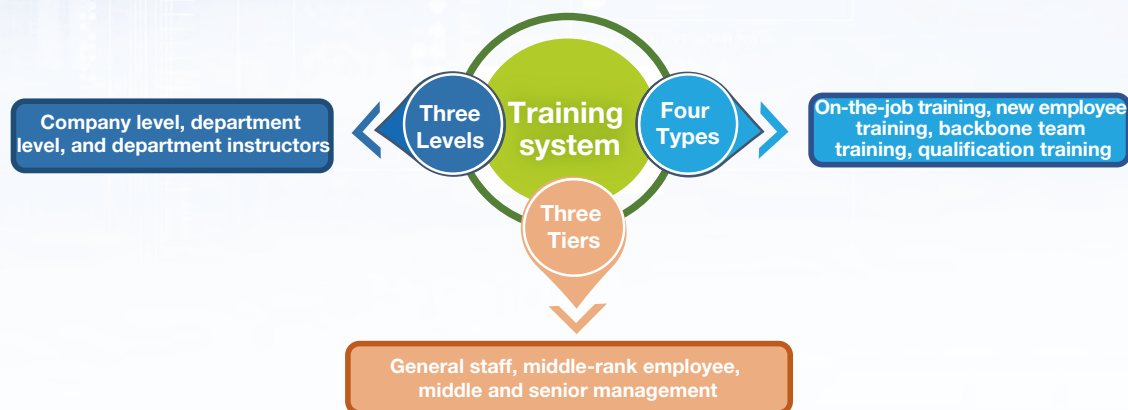 Training
system
Three
Levels
Four
Types
Three
Tiers
Company level, department
level, and department instructors
On-the-job training, new employee
training, backbone team
training, qualification training
General staff, middle-rank employee,
middle and senior management